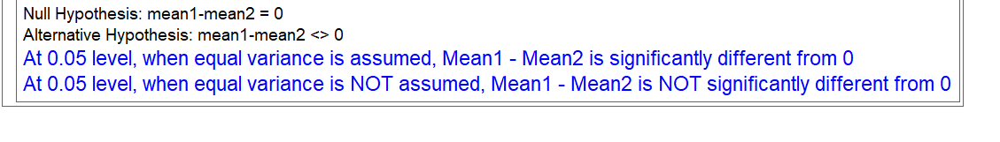 Null Hypothesis: mean1-mean2 = 0
Alternative Hypothesis: mean1-mean2 <> 0
At 0.05 level, when equal variance is assumed, Mean1 - Mean2 is significantly different from 0
At 0.05 level, when equal variance is NOT assumed, Mean1 - Mean2 is NOT significantly different from 0